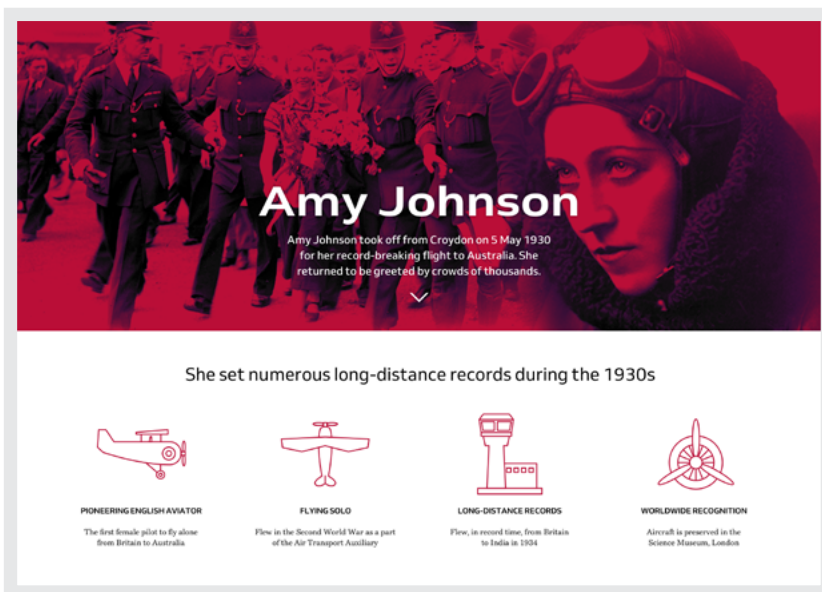 Amy Johnson
Amy Johnson took off from Croydon on 5 May 1930
for her record-breaking flight to Australia. She
returned to be greeted by crowds of thousands.
She set numerous long-distance records during the 1930s
PIONEERING ENGLISH AVIATOR
The first female pilot to fly alone
from Britain to Australia
FLYING SOLO
Flew in the Second World War as a part
of the Air Transport Auxiliary
LONG-DISTANCE RECORDS
Flew, in record time, from Britain
to India in 1934
WORLDWIDE RECOGNITION
Aircraft is preserved in the
Science Museum, London